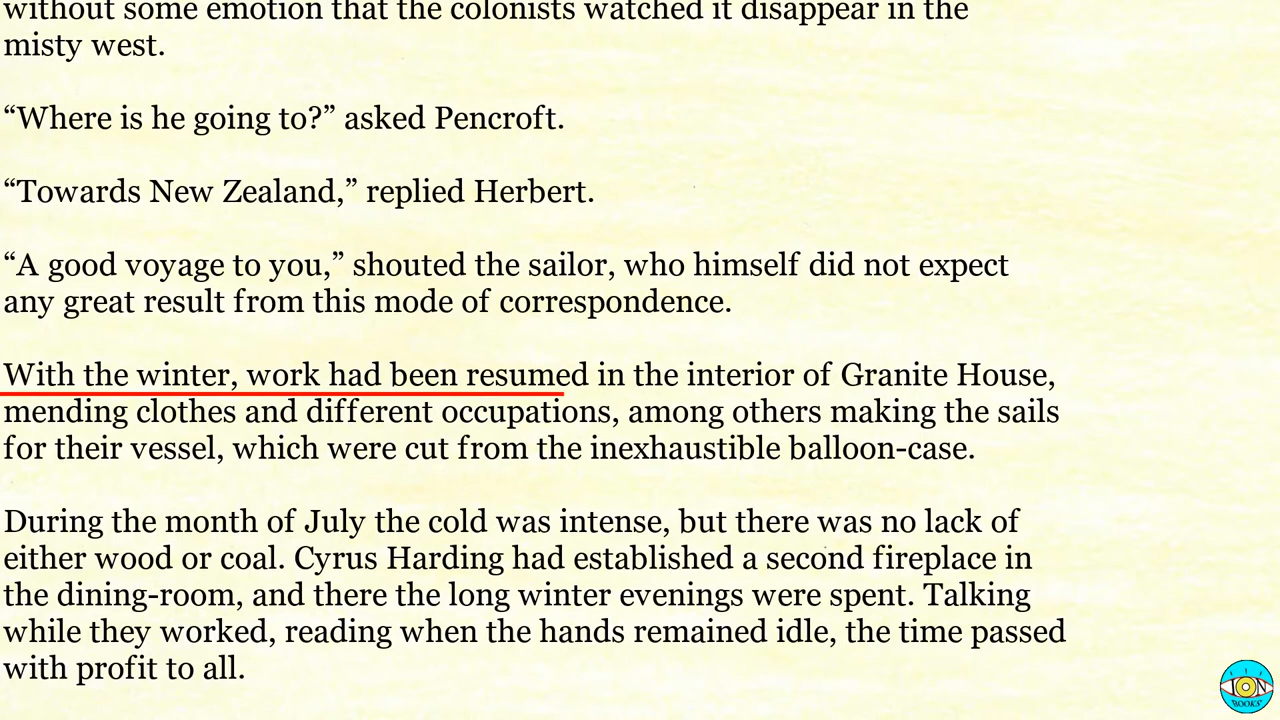 without some emotion that the colonists watched it disappear in the
misty west.
“Where is he going to?” asked Pencroft.
“Towards New Zealand,” replied Herbert.
“A good voyage to you,” shouted the sailor, who himself did not expect
any great result from this mode of correspondence.
With the winter, work had been resumed in the interior of Granite House,
mending clothes and different occupations, among others making the sails
for their vessel, which were cut from the inexhaustible balloon-case.
During the month of July the cold was intense, but there was no lack of
either wood or coal. Cyrus Harding had established a second fireplace in
the dining-room, and there the long winter evenings were spent. Talking
while they worked, reading when the hands remained idle, the time passed
with profit to all.
ION
BOOKS